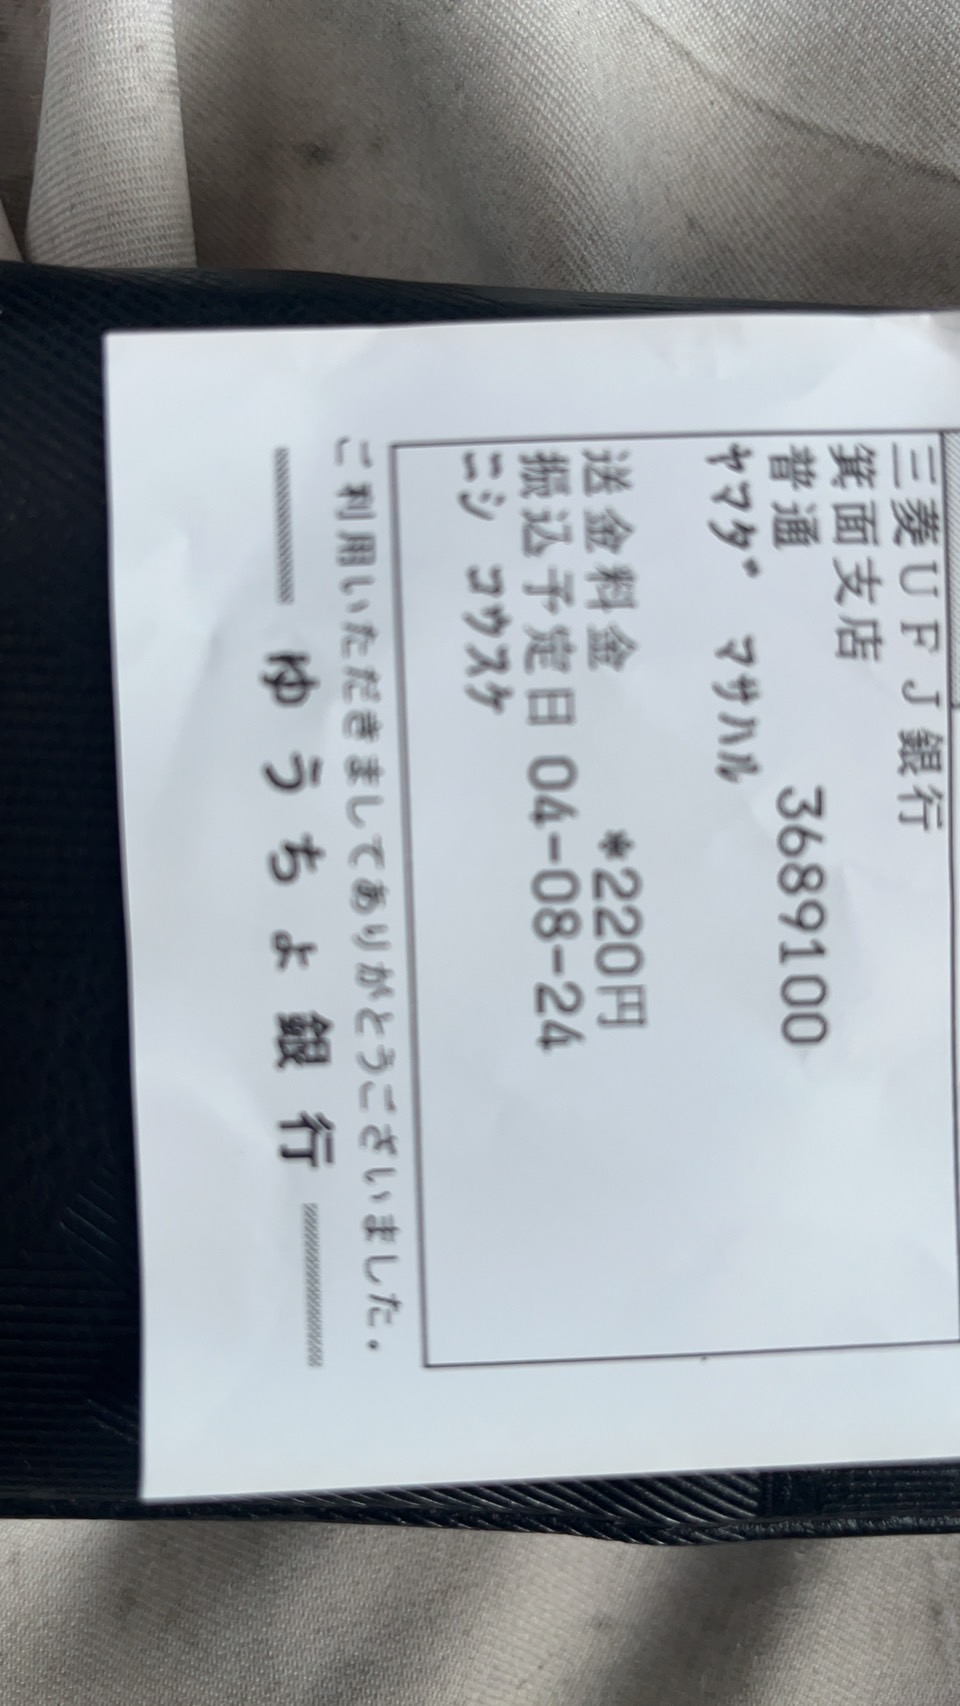 三菱ＵＦＪ銀行
箕面支店
普通 3689100
ﾔﾏﾀﾞ ﾏｻﾊﾙ
送金料金 *220円
振込予定日 04-08-24
ﾆｼ ｺｳｽｹ
ご利用いただきましてありがとうございました。
ゆうちょ銀行